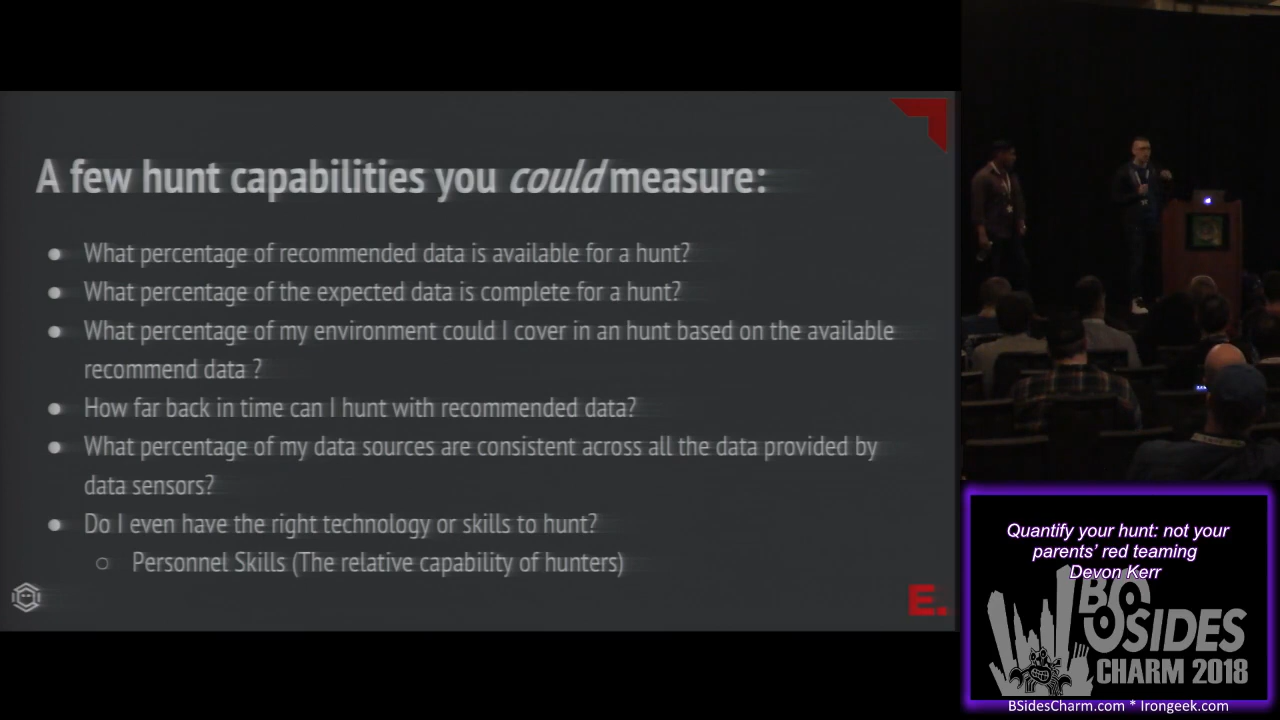 A few hunt capabilities you could measure:
● What percentage of recommended data is available for a hunt?
● What percentage of the expected data is complete for a hunt?
● What percentage of my environment could I cover in an hunt based on the available
recommend data ?
● How far back in time can I hunt with recommended data?
● What percentage of my data sources are consistent across all the data provided by
data sensors?
● Do I even have the right technology or skills to hunt?
○ Personnel Skills (The relative capability of hunters)
E.
Quantify your hunt: not your
parents' red teaming
Devon Kerr
BSIDES
CHARM 2018
BSidesCharm.com * Irongeek.com